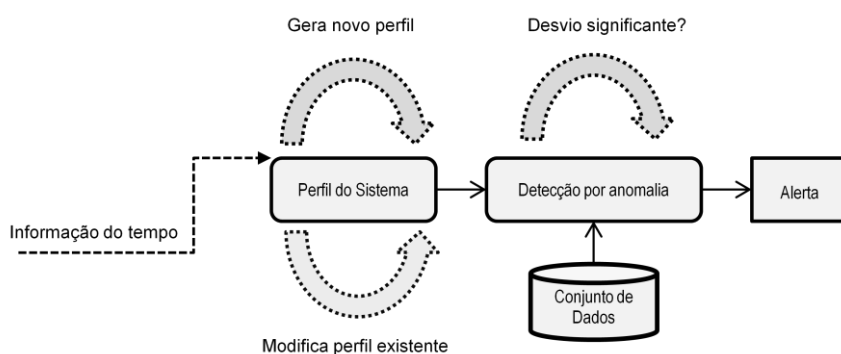 Gera novo perfil
Desvio significante?
Perfil do Sistema
Detecção por anomalia
Alerta
Informação do tempo
Conjunto de
Dados
Modifica perfil existente